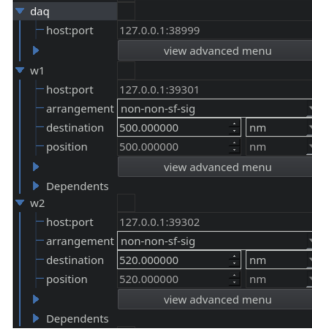 daq
host:port 127.0.0.1:38999
view advanced menu
w1
host:port 127.0.0.1:39301
arrangement non-non-sf-sig
destination 500.000000 nm
position 500.000000 nm
view advanced menu
Dependents
w2
host:port 127.0.0.1:39302
arrangement non-non-sf-sig
destination 520.000000 nm
position 520.000000 nm
view advanced menu
Dependents